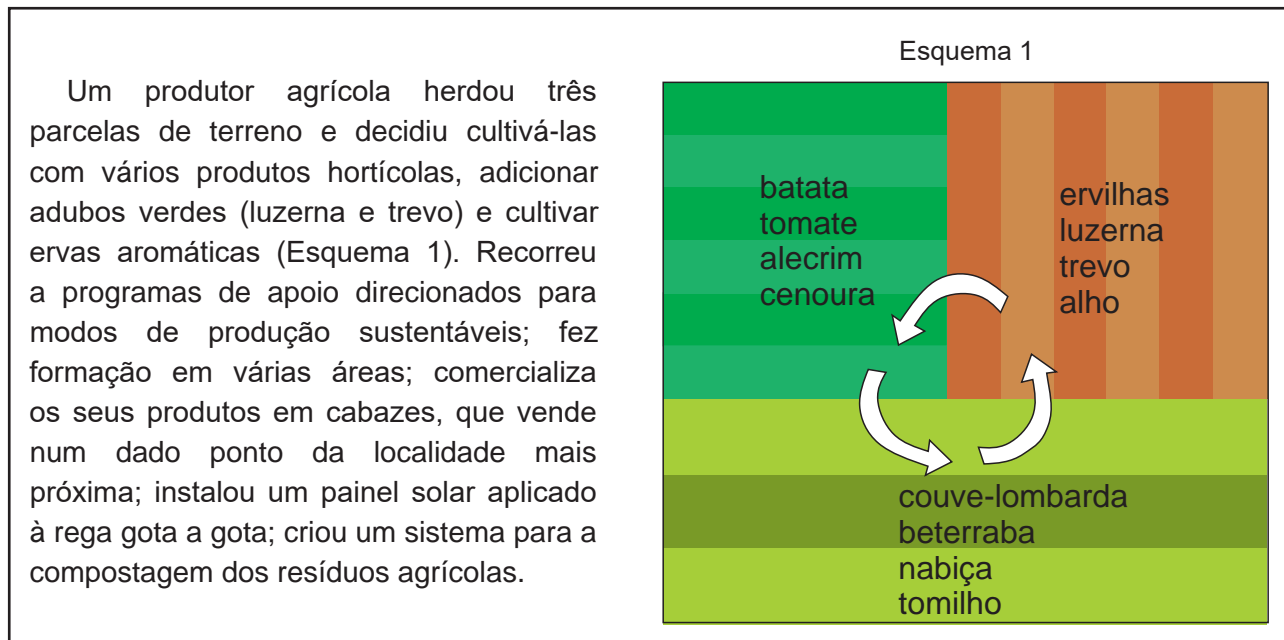 Um produtor agrícola herdou três
parcelas de terreno e decidiu cultivá-las
com vários produtos hortícolas, adicionar
adubos verdes (luzerna e trevo) e cultivar
ervas aromáticas (Esquema 1). Recorreu
a programas de apoio direcionados para
modos de produção sustentáveis; fez
formação em várias áreas; comercializa
os seus produtos em cabazes, que vende
num dado ponto da localidade mais
próxima; instalou um painel solar aplicado
à rega gota a gota; criou um sistema para a
compostagem dos resíduos agrícolas.
Esquema 1
batata
tomate
alecrim
cenoura
ervilhas
luzerna
trevo
alho
couve-lombarda
beterraba
nabiça
tomilho